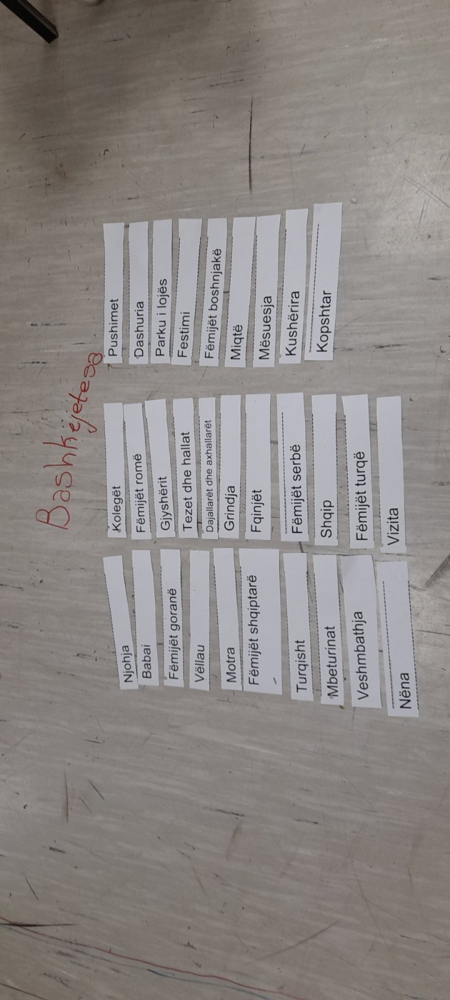 Bashkëjetesa
Njohja
Babai
Fëmijët goranë
Vëllau
Motra
Fëmijët shqiptarë
Turqisht
Mbeturinat
Veshmbathja
Nëna
Kolegët
Fëmijët romë
Gjyshërit
Tezet dhe hallat
Dajallarët dhe axhallarët
Grindja
Fqinjët
Fëmijët serbë
Shqip
Fëmijët turqë
Vizita
Pushimet
Dashuria
Parku i lojës
Festimi
Fëmijët boshnjakë
Miqtë
Mësuesja
Kushërira
Kopshtar